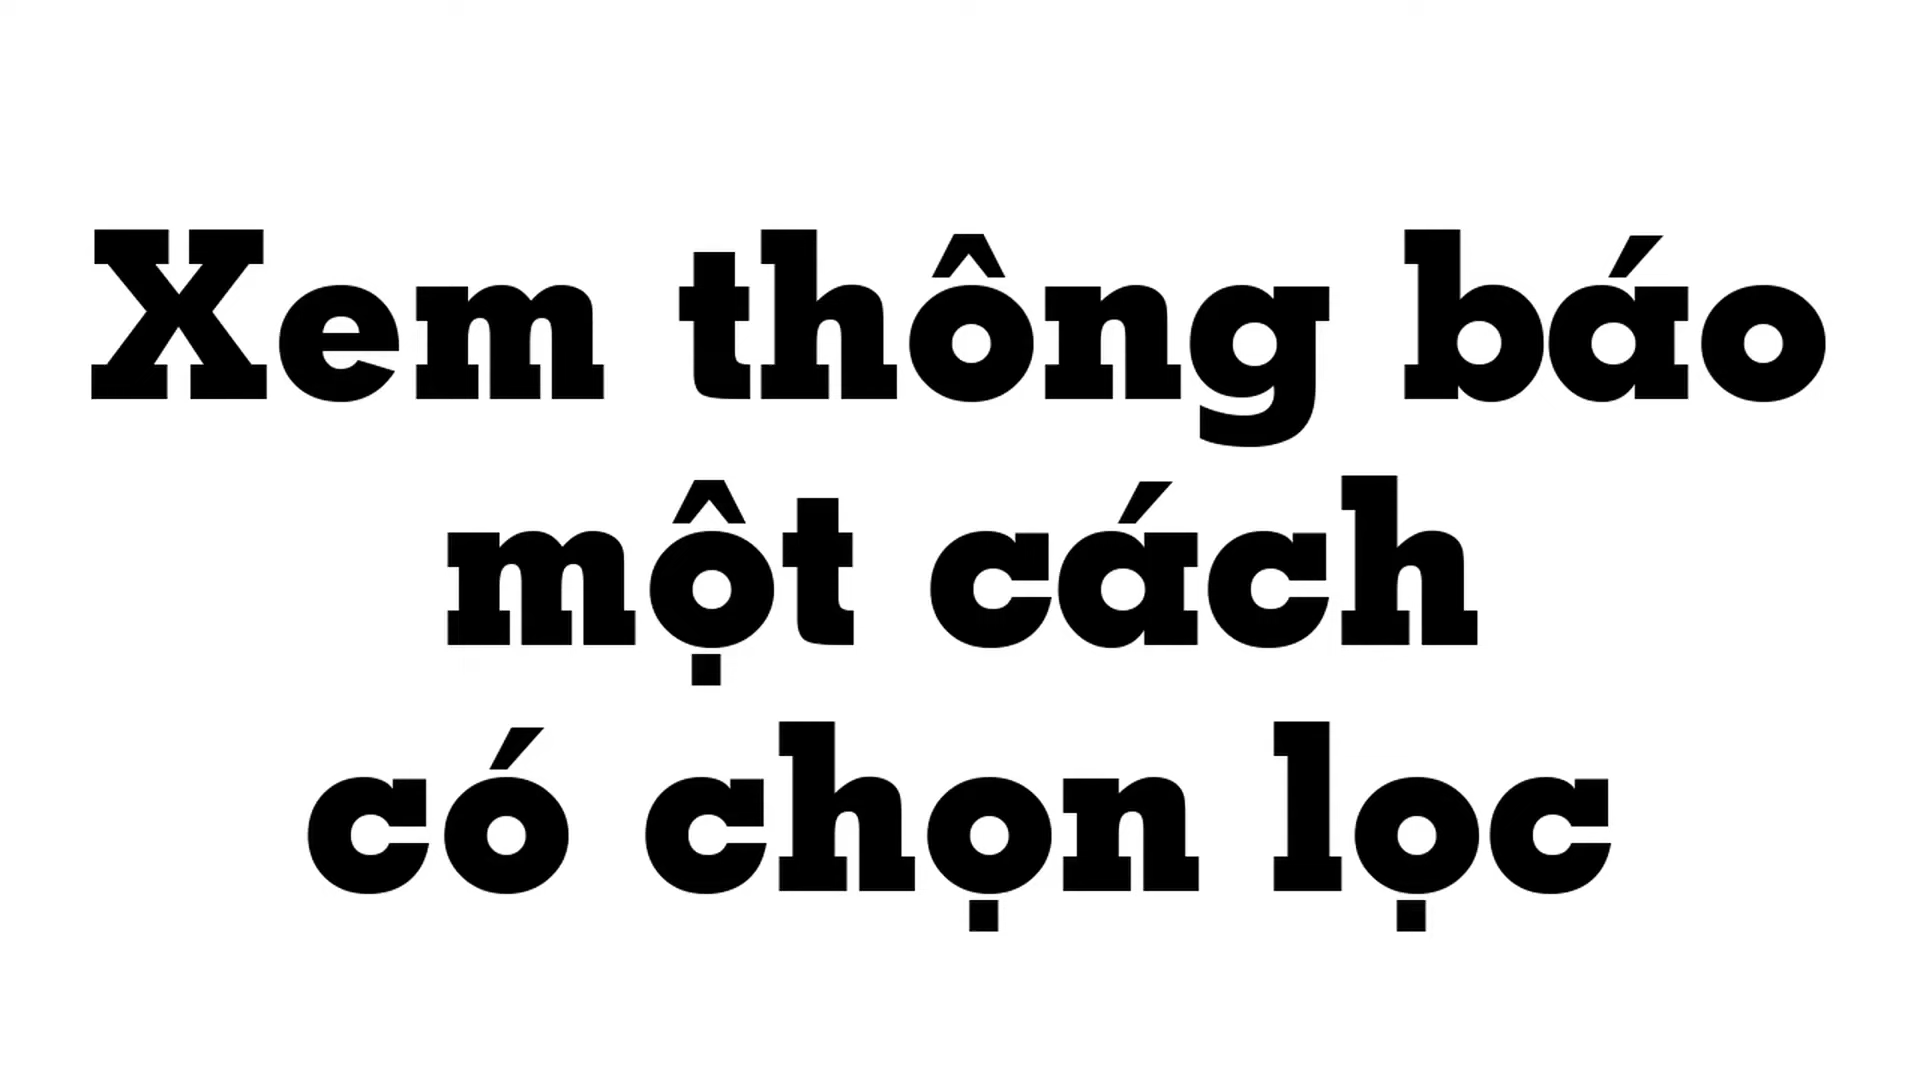 Xem thông báo
một cách
có chọn lọc